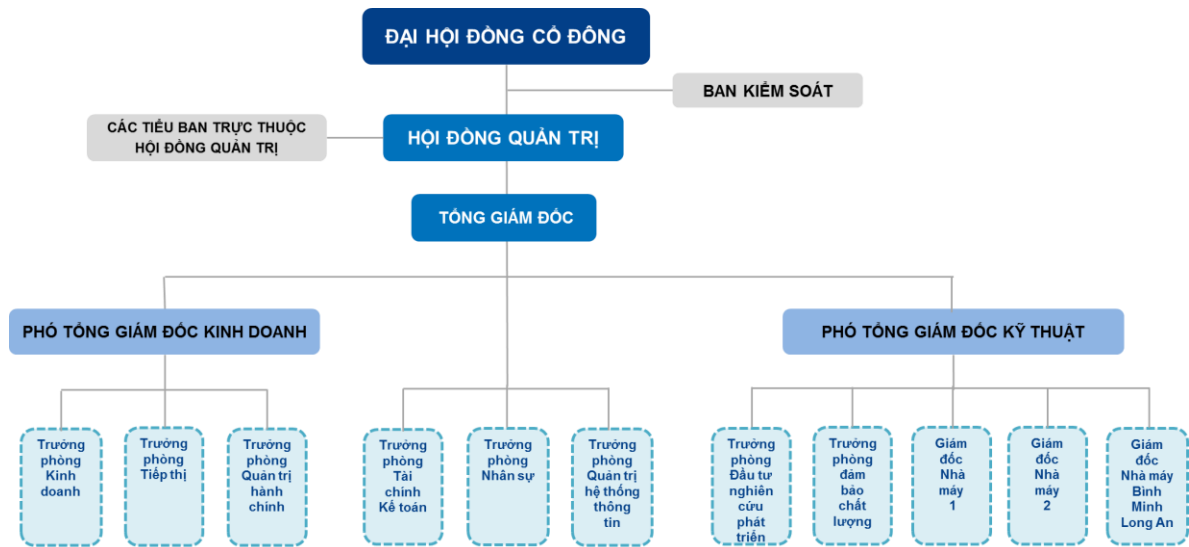 ĐẠI HỘI ĐỒNG CỔ ĐÔNG
BAN KIỂM SOÁT
CÁC TIỂU BAN TRỰC THUỘC
HỘI ĐỒNG QUẢN TRỊ
HỘI ĐỒNG QUẢN TRỊ
TỔNG GIÁM ĐỐC
PHÓ TỔNG GIÁM ĐỐC KINH DOANH
PHÓ TỔNG GIÁM ĐỐC KỸ THUẬT
Trưởng
phòng
Kinh
doanh
Trưởng
phòng
Tiếp thị
Trưởng
phòng
Quản trị
hành
chính
Trưởng
phòng
Tài
chính
Kế toán
Trưởng
phòng
Nhân sự
Trưởng
phòng
Quản trị
hệ thống
thông
tin
Trưởng
phòng
Đầu tư
nghiên
cứu
phát
triển
Trưởng
phòng
đảm
bảo
chất
lượng
Giám
đốc
Nhà
máy
1
Giám
đốc
Nhà
máy
2
Giám
đốc
Nhà máy
Bình
Minh
Long An